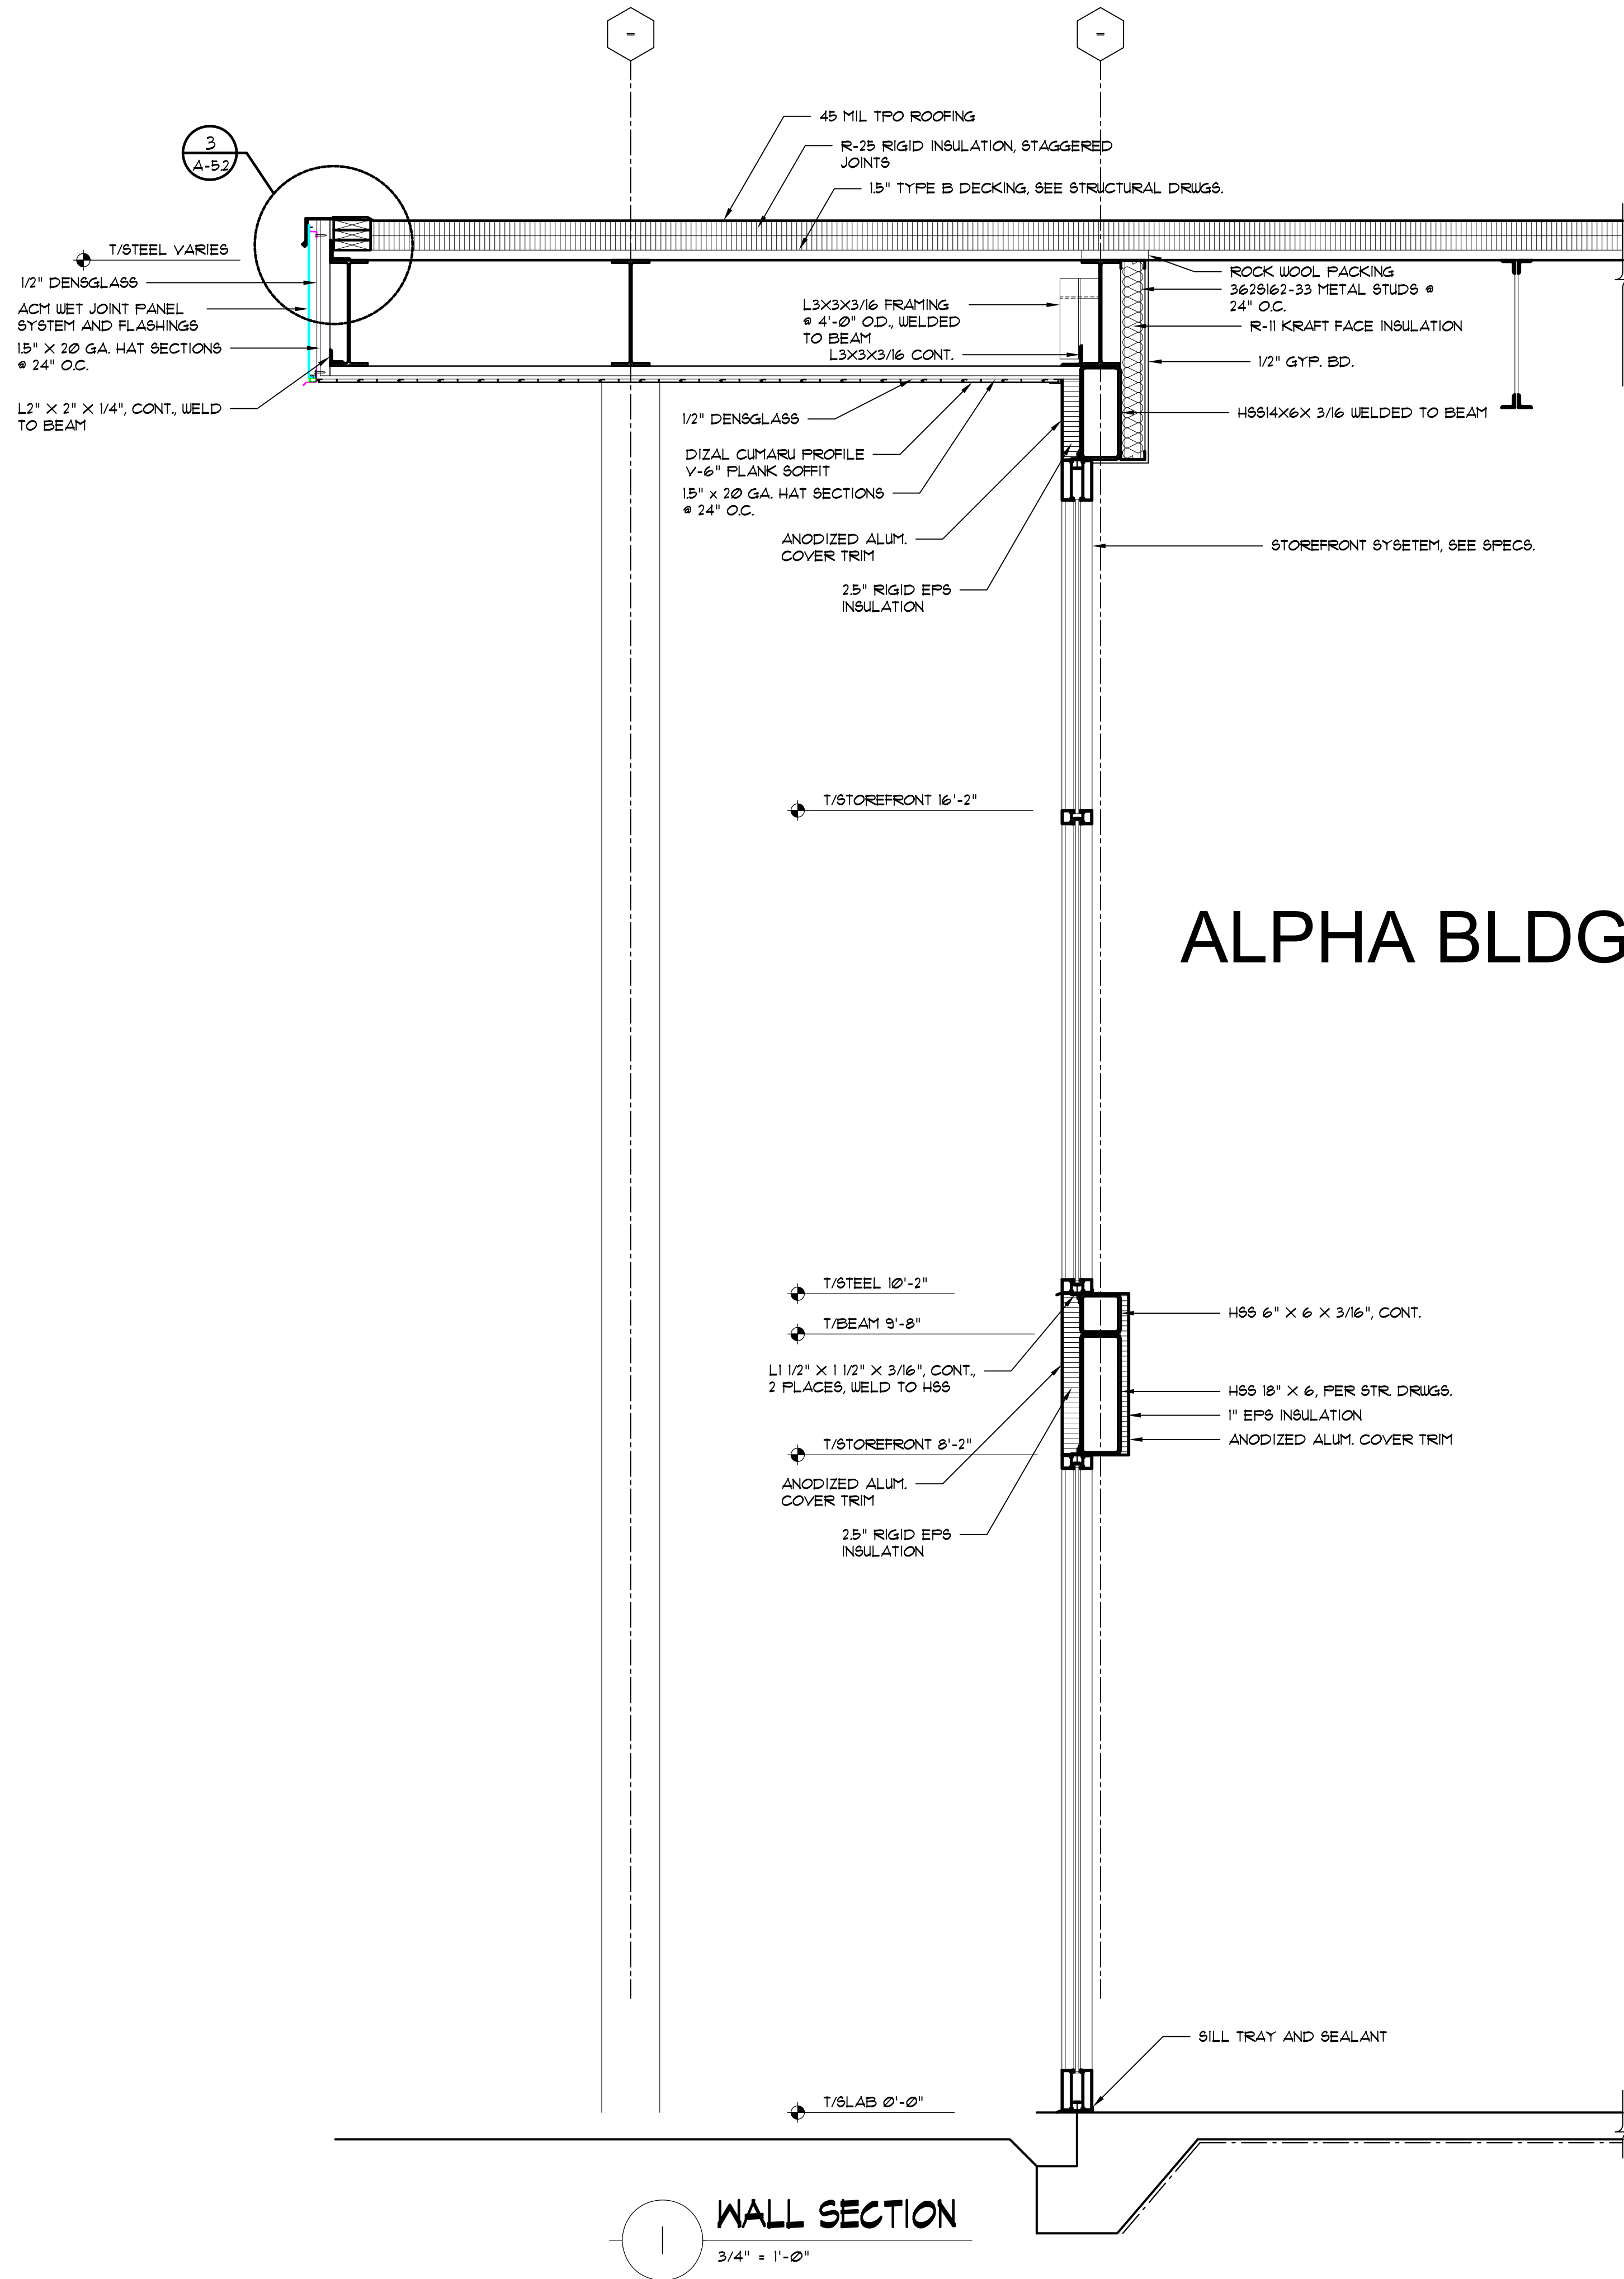 -
-
45 MIL TPO ROOFING
R-25 RIGID INSULATION, STAGGERED
JOINTS
1.5" TYPE B DECKING, SEE STRUCTURAL DRWGS.
3
A-5.2
T/STEEL VARIES
1/2" DENSGLASS
ACM WET JOINT PANEL
SYSTEM AND FLASHINGS
1.5" X 20 GA. HAT SECTIONS
@ 24" O.C.
L2" X 2" X 1/4", CONT., WELD
TO BEAM
L3X3X3/16 FRAMING
@ 4'-0" O.D., WELDED
TO BEAM
L3X3X3/16 CONT.
ROCK WOOL PACKING
362S162-33 METAL STUDS @
24" O.C.
R-11 KRAFT FACE INSULATION
1/2" GYP. BD.
HSS14X6X 3/16 WELDED TO BEAM
1/2" DENSGLASS
DIZAL CUMARU PROFILE
V-6" PLANK SOFFIT
1.5" x 20 GA. HAT SECTIONS
@ 24" O.C.
ANODIZED ALUM.
COVER TRIM
2.5" RIGID EPS
INSULATION
STOREFRONT SYSETEM, SEE SPECS.
T/STOREFRONT 16'-2"
ALPHA BLDG
T/STEEL 10'-2"
T/BEAM 9'-8"
L1 1/2" X 1 1/2" X 3/16", CONT.,
2 PLACES, WELD TO HSS
T/STOREFRONT 8'-2"
ANODIZED ALUM.
COVER TRIM
2.5" RIGID EPS
INSULATION
HSS 6" X 6 X 3/16", CONT.
HSS 18" X 6, PER STR. DRWGS.
1" EPS INSULATION
ANODIZED ALUM. COVER TRIM
SILL TRAY AND SEALANT
T/SLAB 0'-0"
1
WALL SECTION
3/4" = 1'-0"